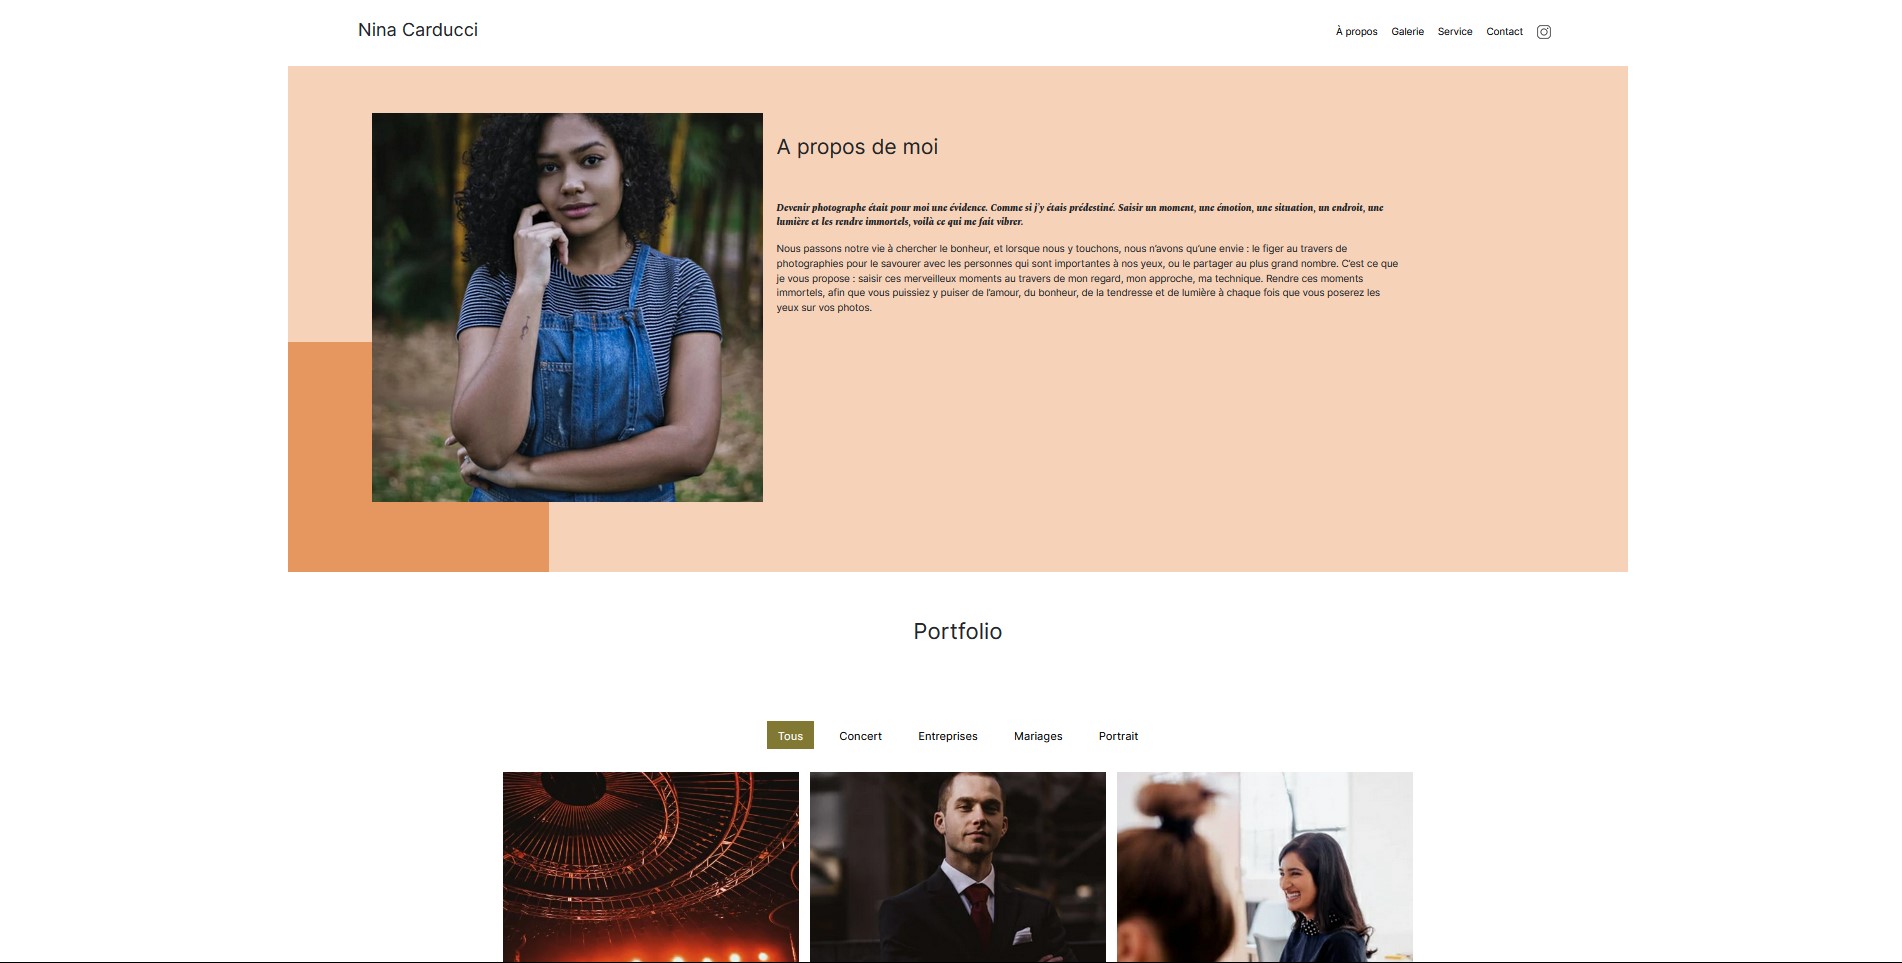 Nina Carducci
À propos Galerie Service Contact
A propos de moi
Devenir photographe était pour moi une évidence. Comme si j'y étais prédestiné. Saisir un moment, une émotion, une situation, un endroit, une
lumière et les rendre immortels, voilà ce qui me fait vibrer.
Nous passons notre vie à chercher le bonheur, et lorsque nous y touchons, nous n’avons qu’une envie : le figer au travers de
photographies pour le savourer avec les personnes qui sont importantes à nos yeux, ou le partager au plus grand nombre. C’est ce que
je vous propose : saisir ces merveilleux moments au travers de mon regard, mon approche, ma technique. Rendre ces moments
immortels, afin que vous puissiez y puiser de l’amour, du bonheur, de la tendresse et de lumière à chaque fois que vous poserez les
yeux sur vos photos.
Portfolio
Tous Concert Entreprises Mariages Portrait